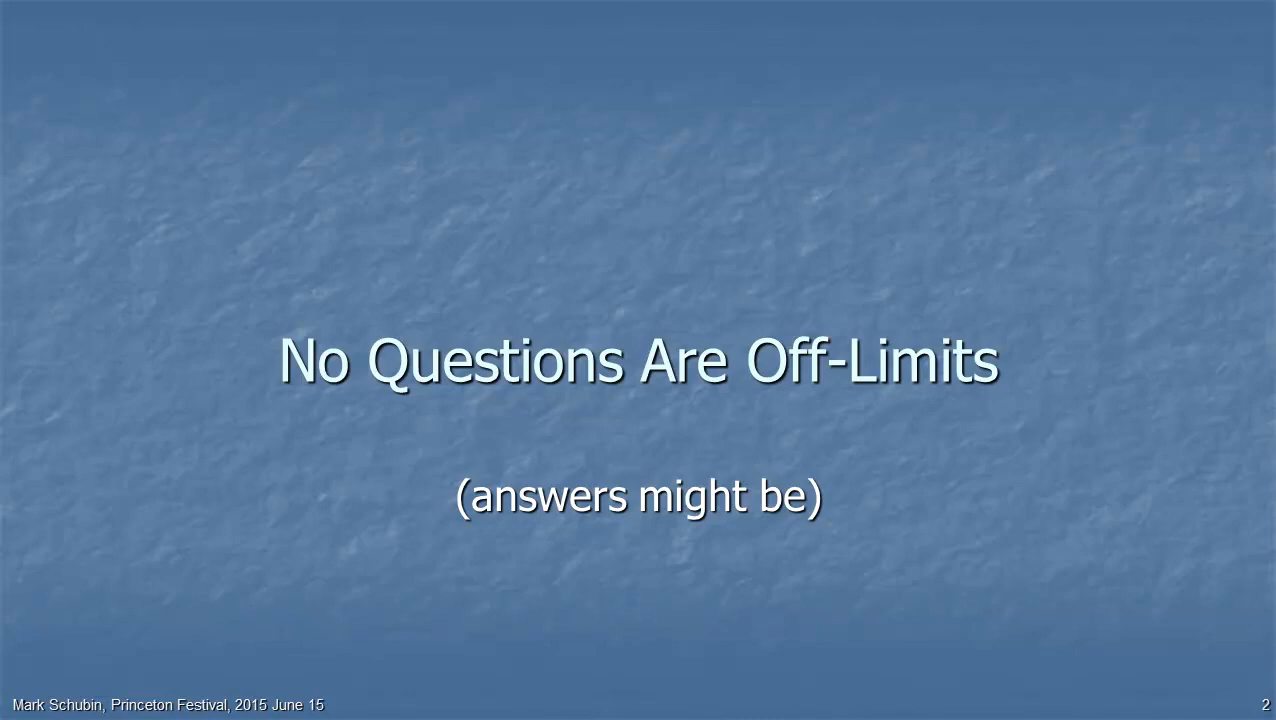 No Questions Are Off-Limits
(answers might be)
Mark Schubin, Princeton Festival, 2015 June 15
2